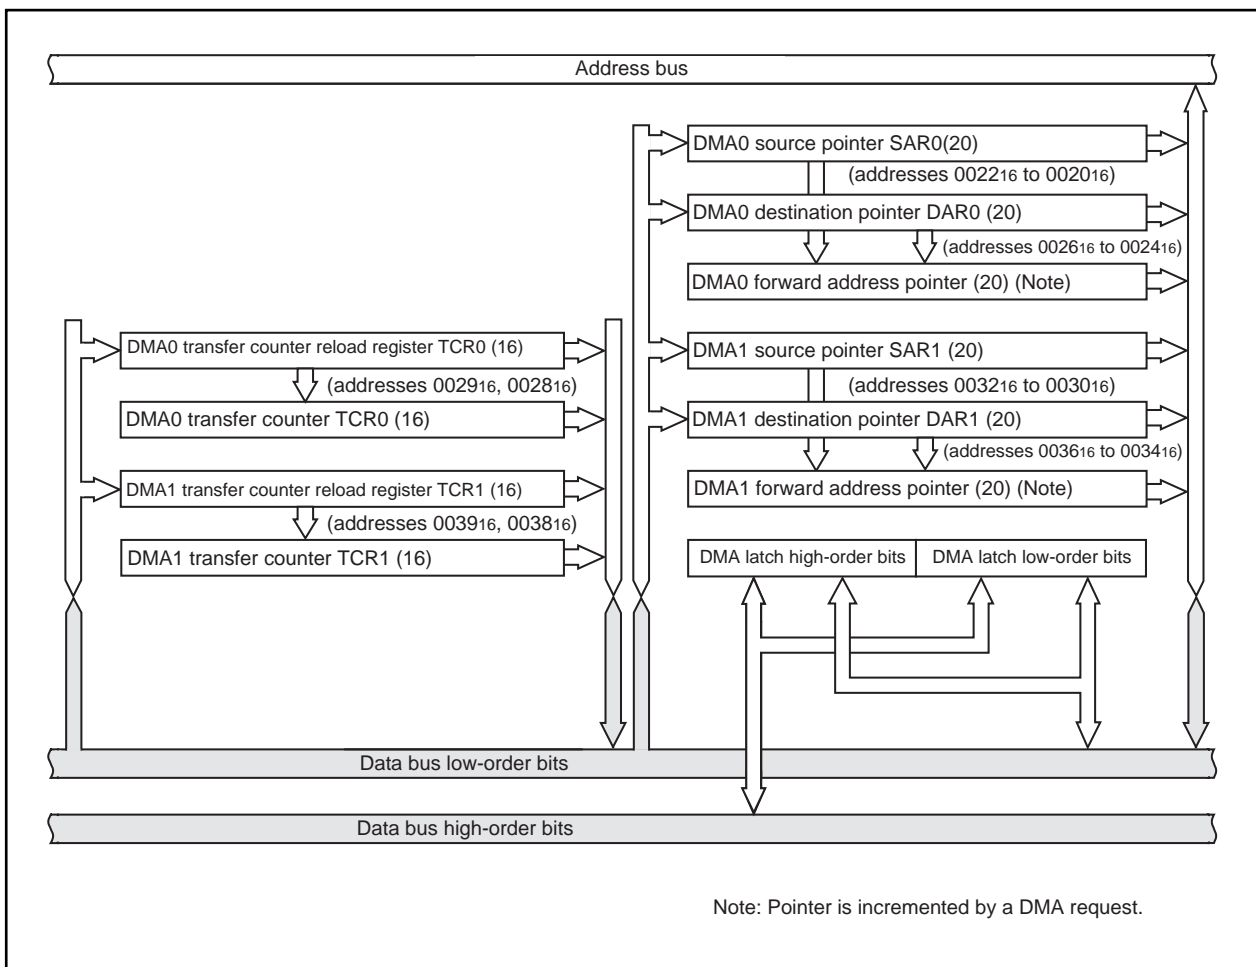 Address bus
DMA0 source pointer SAR0(20)
(addresses 002216 to 002016)
DMA0 destination pointer DAR0 (20)
(addresses 002616 to 002416)
DMA0 forward address pointer (20) (Note)
DMA0 transfer counter reload register TCR0 (16)
(addresses 002916, 002816)
DMA0 transfer counter TCR0 (16)
DMA1 transfer counter reload register TCR1 (16)
(addresses 003916, 003816)
DMA1 transfer counter TCR1 (16)
DMA1 source pointer SAR1 (20)
(addresses 003216 to 003016)
DMA1 destination pointer DAR1 (20)
(addresses 003616 to 003416)
DMA1 forward address pointer (20) (Note)
DMA latch high-order bits
DMA latch low-order bits
Data bus low-order bits
Data bus high-order bits
Note: Pointer is incremented by a DMA request.